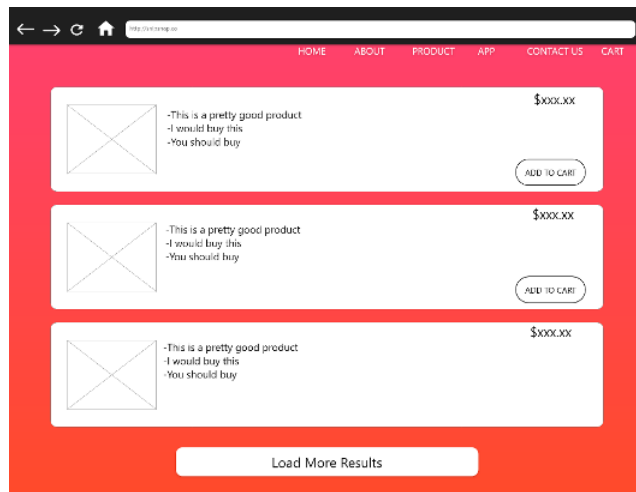 HOME ABOUT PRODUCT APP CONTACT US CART
$xxx.xx
-This is a pretty good product
-I would buy this
-You should buy
ADD TO CART
$xxx.xx
-This is a pretty good product
-I would buy this
-You should buy
ADD TO CART
$xxx.xx
-This is a pretty good product
-I would buy this
-You should buy
Load More Results